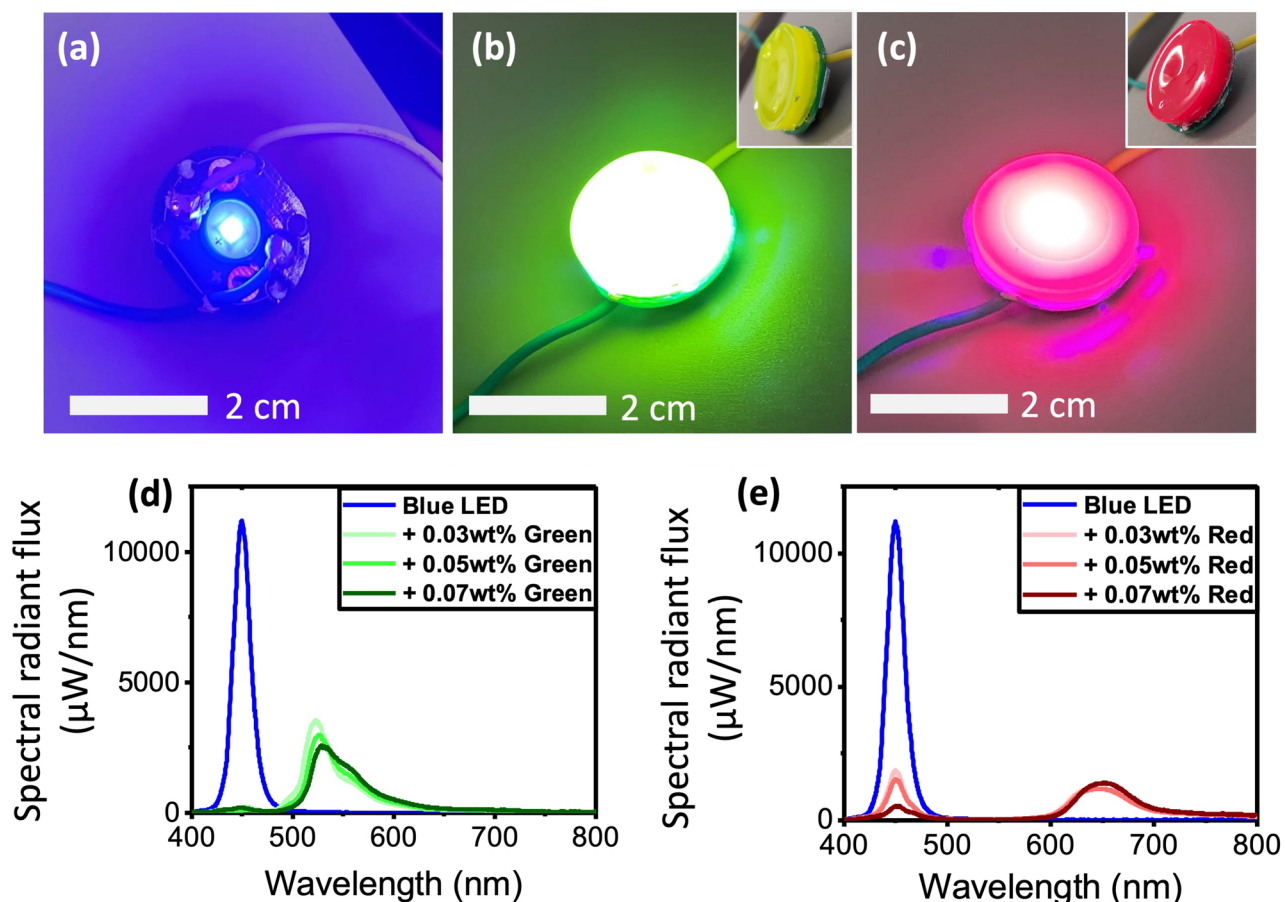 (a)
(b)
(c)
2 cm
2 cm
2 cm
(d)
Spectral radiant flux
(µW/nm)
10000
5000
0
Blue LED
+ 0.03wt% Green
+ 0.05wt% Green
+ 0.07wt% Green
400
500
600
700
800
Wavelength (nm)
(e)
Spectral radiant flux
(µW/nm)
10000
5000
0
Blue LED
+ 0.03wt% Red
+ 0.05wt% Red
+ 0.07wt% Red
400
500
600
700
800
Wavelength (nm)